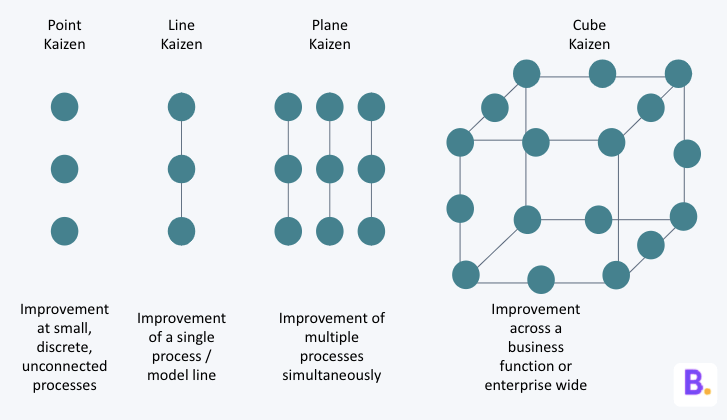 Point
Kaizen
Line
Kaizen
Plane
Kaizen
Cube
Kaizen
Improvement
at small,
discrete,
unconnected
processes
Improvement
of a single
process /
model line
Improvement of
multiple
processes
simultaneously
Improvement
across a
business
function or
enterprise wide
B.